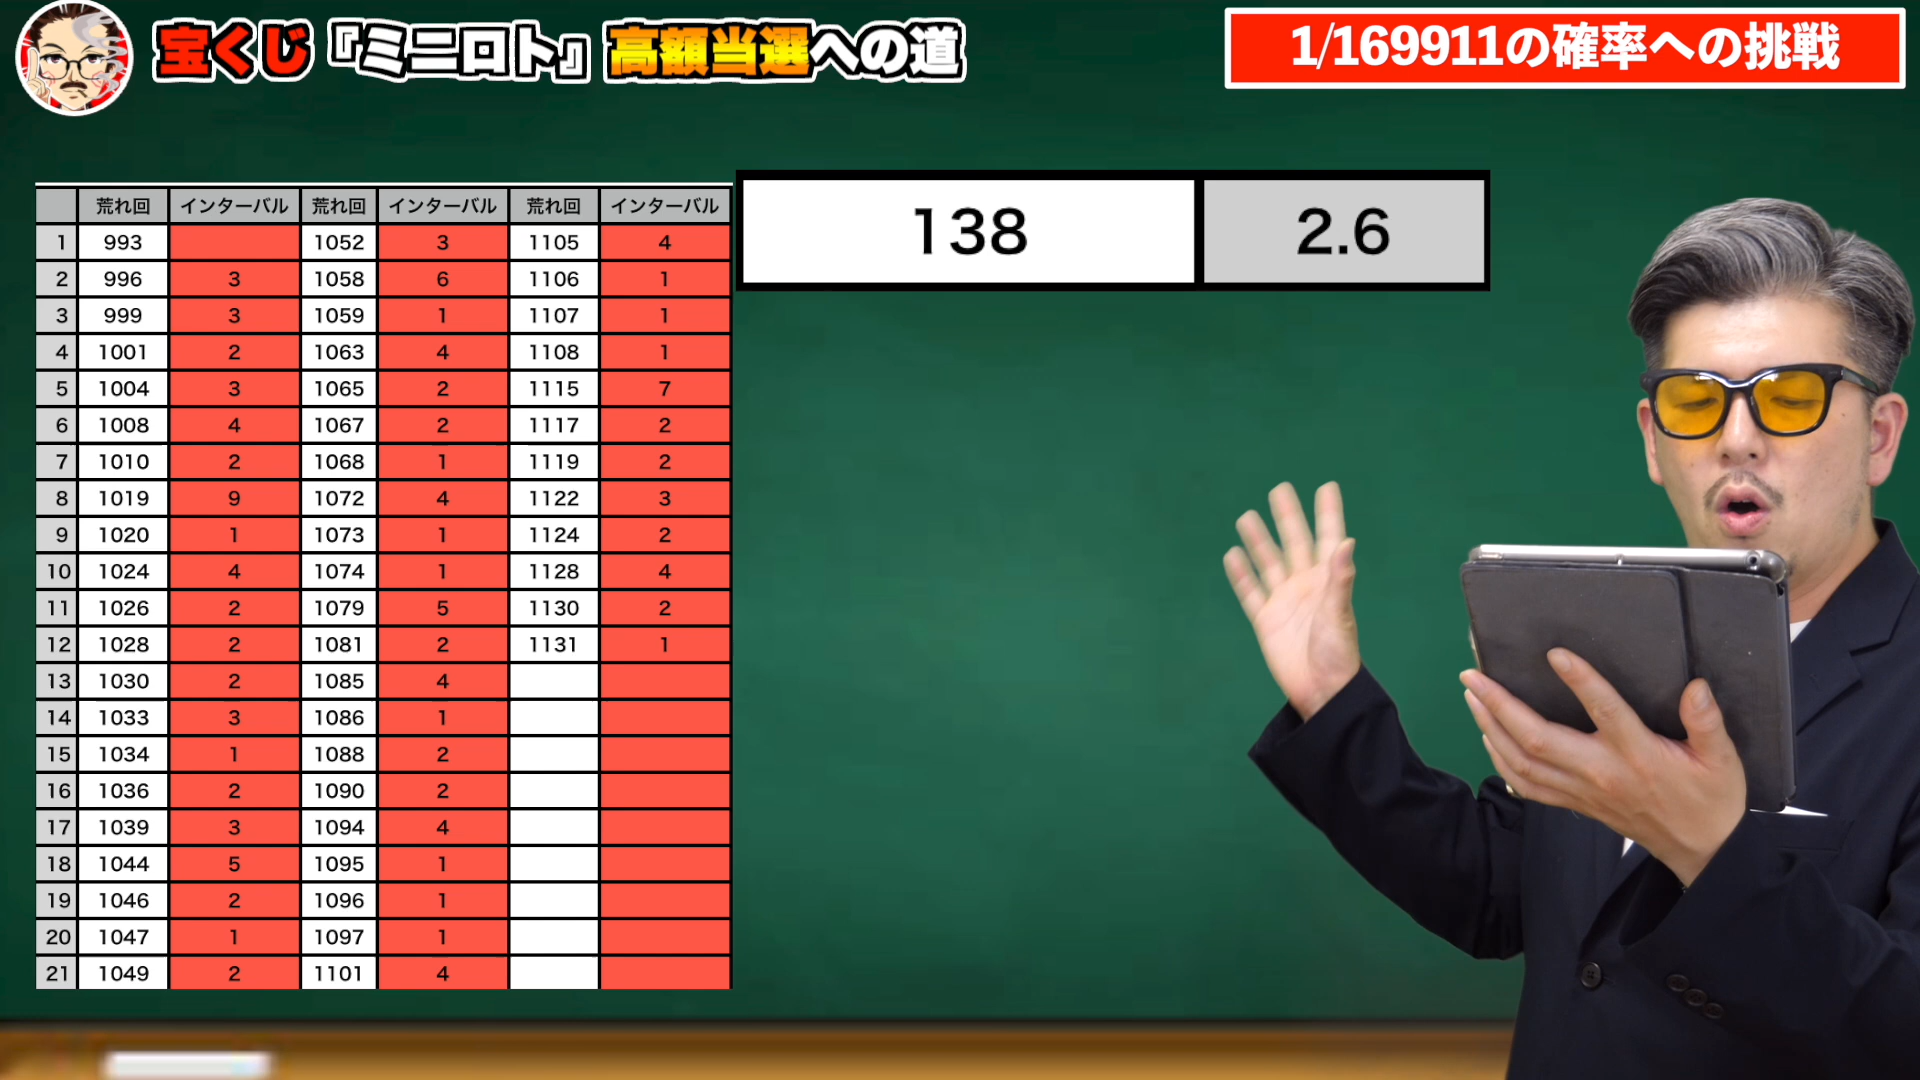 宝くじ『ミニロト』高額当選への道
1/169911の確率への挑戦
荒れ回 インターバル 荒れ回 インターバル 荒れ回 インターバル
1 993 1052 3 1105 4
2 996 3 1058 6 1106 1
3 999 3 1059 1 1107 1
4 1001 2 1063 4 1108 1
5 1004 3 1065 2 1115 7
6 1008 4 1067 2 1117 2
7 1010 2 1068 1 1119 2
8 1019 9 1072 4 1122 3
9 1020 1 1073 1 1124 2
10 1024 4 1074 1 1128 4
11 1026 2 1079 5 1130 2
12 1028 2 1081 2 1131 1
13 1030 2 1085 4
14 1033 3 1086 1
15 1034 1 1088 2
16 1036 2 1090 2
17 1039 3 1094 4
18 1044 5 1095 1
19 1046 2 1096 1
20 1047 1 1097 1
21 1049 2 1101 4
138 2.6